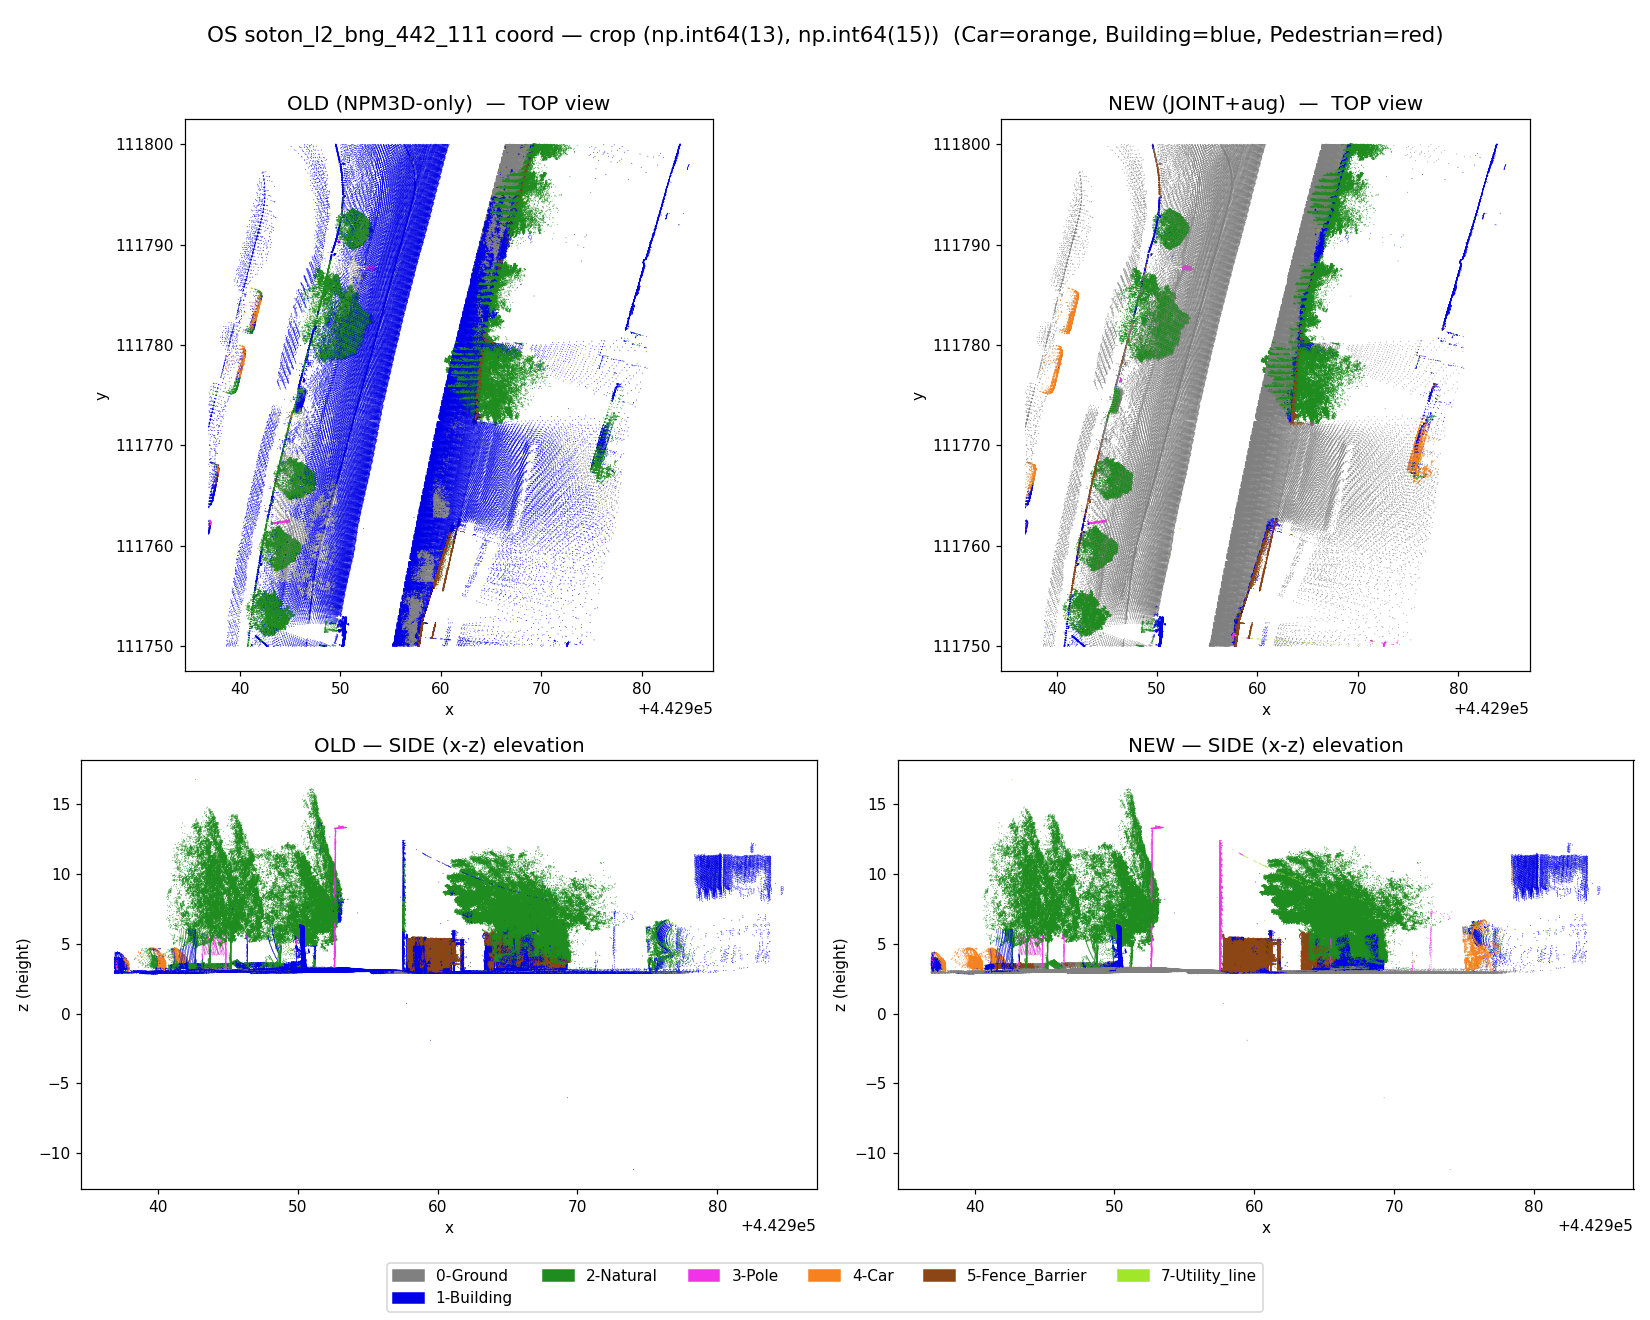 OS soton_l2_bng_442_111 coord — crop (np.int64(13), np.int64(15))  (Car=orange, Building=blue, Pedestrian=red)
OLD (NPM3D-only)  —  TOP view
111800
111790
111780
111770
111760
111750
y
40 50 60 70 80
x
+4.429e5
NEW (JOINT+aug)  —  TOP view
111800
111790
111780
111770
111760
111750
y
40 50 60 70 80
x
+4.429e5
OLD — SIDE (x-z) elevation
15
10
5
0
−5
−10
z (height)
40 50 60 70 80
x
+4.429e5
NEW — SIDE (x-z) elevation
15
10
5
0
−5
−10
z (height)
40 50 60 70 80
x
+4.429e5
0-Ground 2-Natural 3-Pole 4-Car 5-Fence_Barrier 7-Utility_line
1-Building